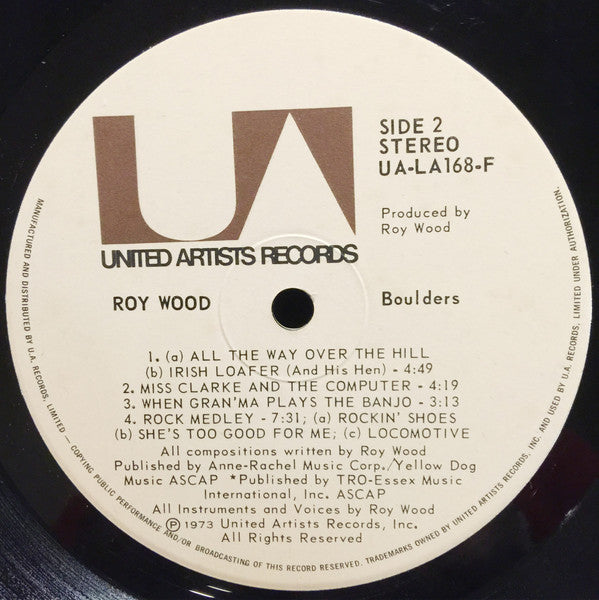 UA
SIDE 2
STEREO
UA-LA168-F
Produced by
Roy Wood
UNITED ARTISTS RECORDS
ROY WOOD
Boulders
1. (a) ALL THE WAY OVER THE HILL
(b) IRISH LOAFER (And His Hen) - 4:49
2. MISS CLARKE AND THE COMPUTER - 4:19
3. WHEN GRAN'MA PLAYS THE BANJO - 3:13
4. ROCK MEDLEY - 7:31; (a) ROCKIN' SHOES
(b) SHE'S TOO GOOD FOR ME; (c) LOCOMOTIVE
All compositions written by Roy Wood
Published by Anne-Rachel Music Corp./Yellow Dog
Music ASCAP *Published by TRO-Essex Music
International, Inc. ASCAP
All Instruments and Voices by Roy Wood
Ⓟ 1973 United Artists Records, Inc.
All Rights Reserved
MANUFACTURED AND DISTRIBUTED BY U.A. RECORDS, LIMITED — COPYING PUBLIC PERFORMANCE AND/OR BROADCASTING OF THIS RECORD RESERVED. TRADEMARKS OWNED BY UNITED ARTISTS RECORDS, INC. AND USED BY U.A. RECORDS, LIMITED UNDER AUTHORIZATION.